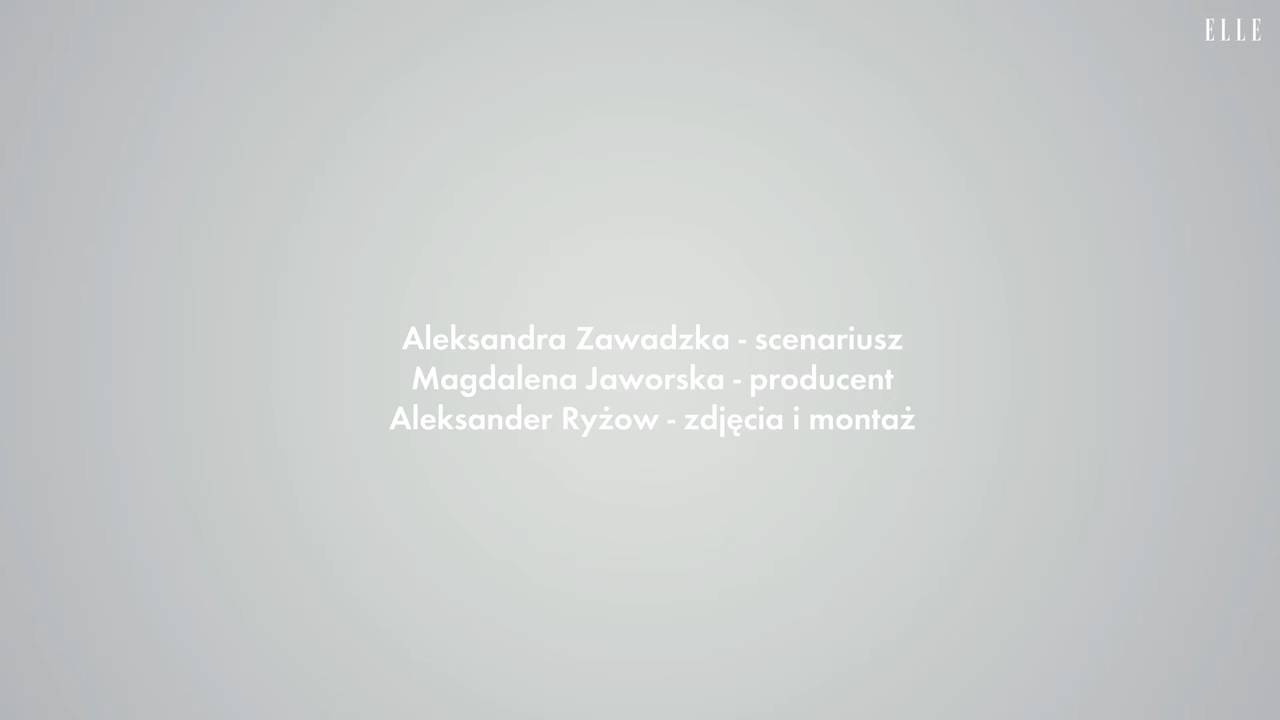 ELLE
Aleksandra Zawadzka - scenariusz
Magdalena Jaworska - producent
Aleksander Ryżow - zdjęcia i montaż